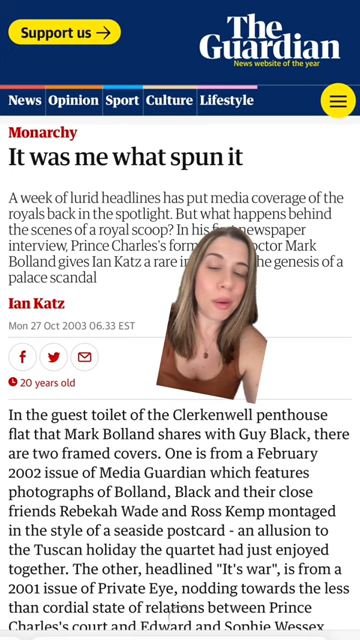 Support us →
The
Guardian
News website of the year
News
Opinion
Sport
Culture
Lifestyle
Monarchy
It was me what spun it
A week of lurid headlines has put media coverage of the
royals back in the spotlight. But what happens behind
the scenes of a royal scoop? In his newspaper
interview, Prince Charles's doctor Mark
Bolland gives Ian Katz a rare the genesis of a
palace scandal
Ian Katz
Mon 27 Oct 2003 06.33 EST
20 years old
In the guest toilet of the Clerkenwell penthouse
flat that Mark Bolland shares with Guy Black, there
are two framed covers. One is from a February
2002 issue of Media Guardian which features
photographs of Bolland, Black and their close
friends Rebekah Wade and Ross Kemp montaged
in the style of a seaside postcard - an allusion to
the Tuscan holiday the quartet had just enjoyed
together. The other, headlined "It's war", is from a
2001 issue of Private Eye, nodding towards the less
than cordial state of relations between Prince
Charles's court and Edward and Sophie Wessex.